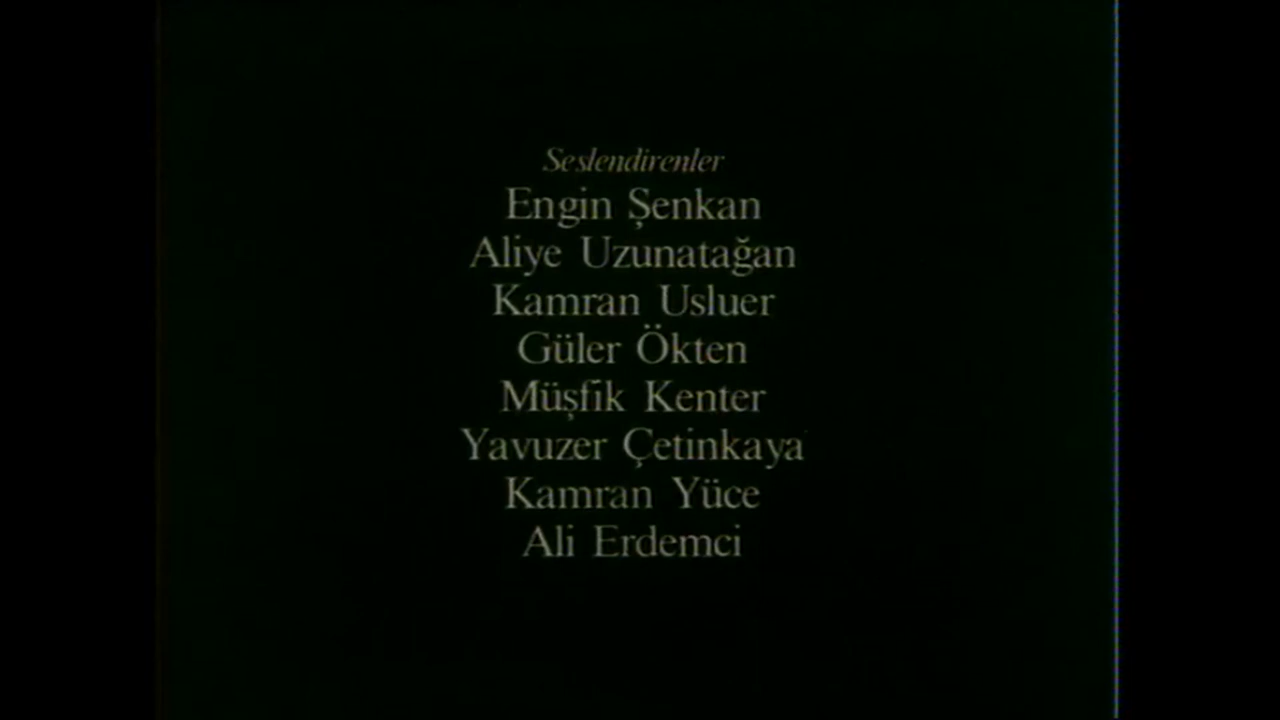 Seslendirenler
Engin Şenkan
Aliye Uzunatağan
Kamran Usluer
Güler Ökten
Müşfik Kenter
Yavuzer Çetinkaya
Kamran Yüce
Ali Erdemci